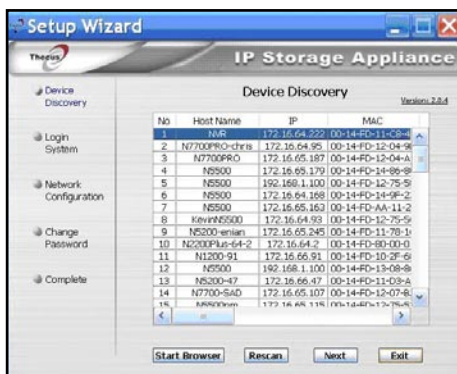 Setup Wizard
Thecus
IP Storage Appliance
Device Discovery
Version: 2.0.4
Device
Discovery
Login
System
Network
Configuration
Change
Password
Complete
No Host Name IP MAC
1 NVR 172.16.64.222 00-14-FD-11-C8-4
2 N7700PRO-chris 172.16.64.95 00-14-FD-12-04-9
3 N7700PRO 172.16.65.187 00-14-FD-12-04-A
4 N5500 172.16.65.179 00-14-FD-14-86-8
5 N5500 192.168.1.100 00-14-FD-12-75-5
6 N5500 172.16.64.168 00-14-FD-14-9F-2
7 N5500 172.16.65.163 00-14-FD-AA-11-2
8 KevinN5500 172.16.64.93 00-14-FD-12-75-5
9 N5200-enian 172.16.65.245 00-14-FD-11-78-1
10 N2200Plus-64-2 172.16.64.2 00-14-FD-80-00-0
11 N1200-91 172.16.66.91 00-14-FD-10-2F-6
12 N5500 192.168.1.100 00-14-FD-13-08-8
13 N5200-47 172.16.66.47 00-14-FD-11-D3-A
14 N7700-SAD 172.16.65.107 00-14-FD-12-07-8
15 172.16.65.115
Start Browser Rescan Next Exit